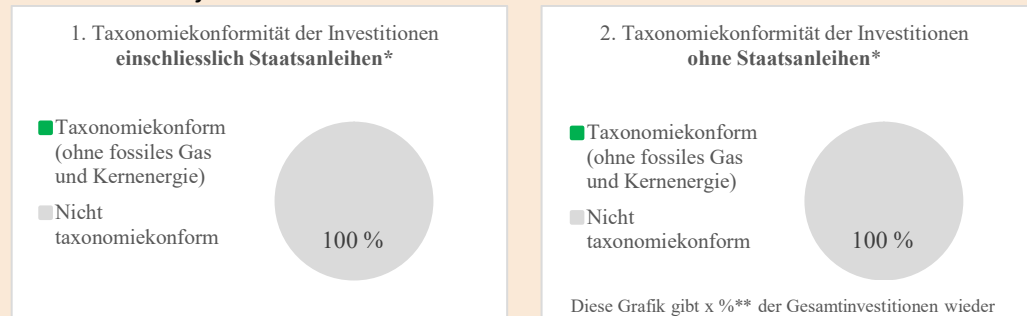 1. Taxonomiekonformität der Investitionen
einschliesslich Staatsanleihen*
Taxonomiekonform
(ohne fossiles Gas
und Kernenergie)
Nicht
taxonomiekonform
100 %
2. Taxonomiekonformität der Investitionen
ohne Staatsanleihen*
Taxonomiekonform
(ohne fossiles Gas
und Kernenergie)
Nicht
taxonomiekonform
100 %
Diese Grafik gibt x %** der Gesamtinvestitionen wieder